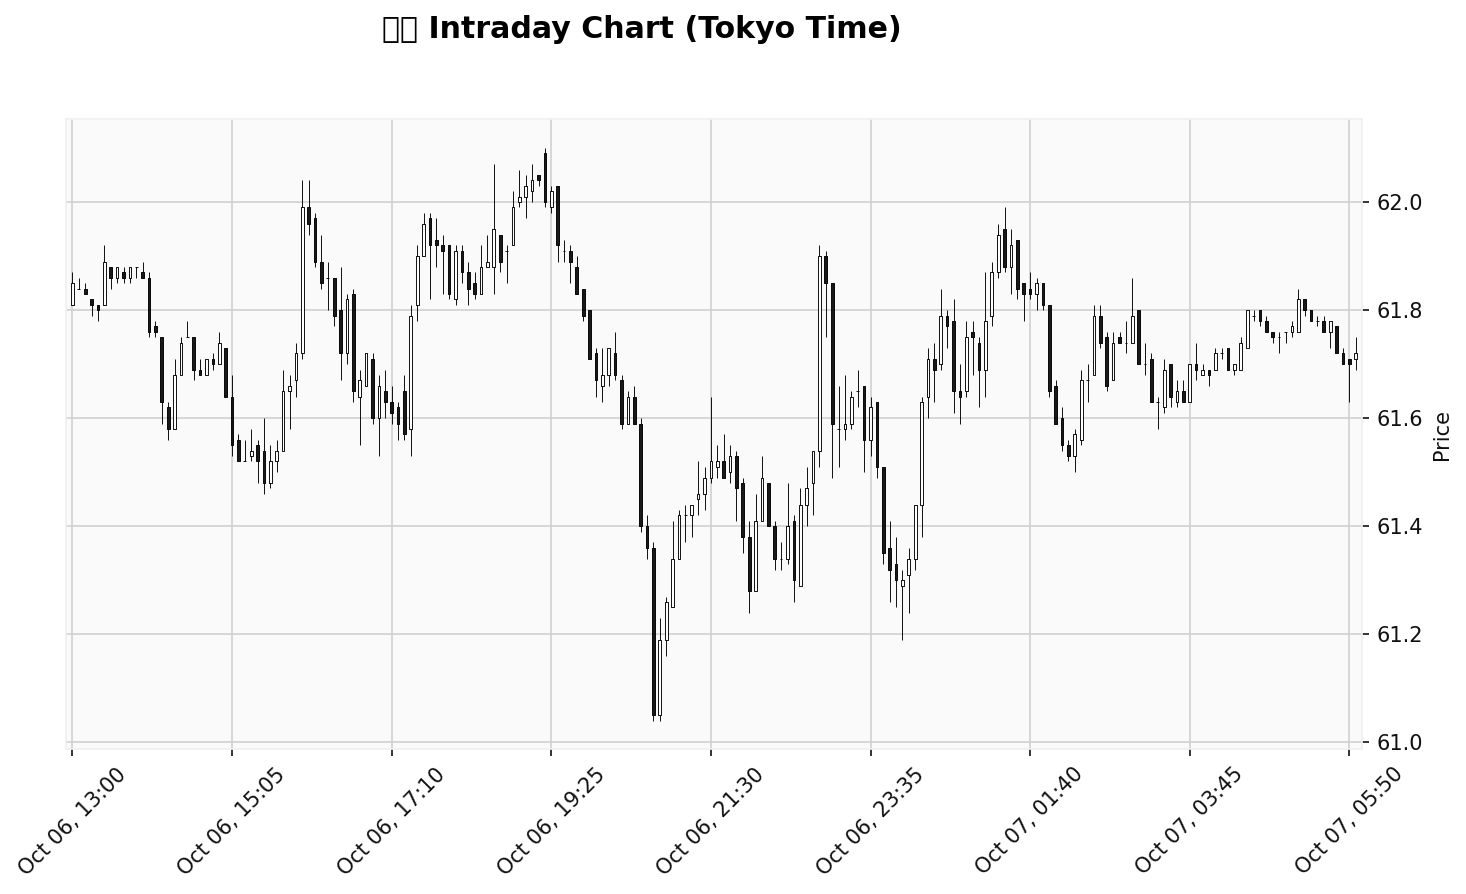 Intraday Chart (Tokyo Time)
62.0
61.8
61.6
61.4
61.2
61.0
Price
Oct 06, 13:00
Oct 06, 15:05
Oct 06, 17:10
Oct 06, 19:25
Oct 06, 21:30
Oct 06, 23:35
Oct 07, 01:40
Oct 07, 03:45
Oct 07, 05:50